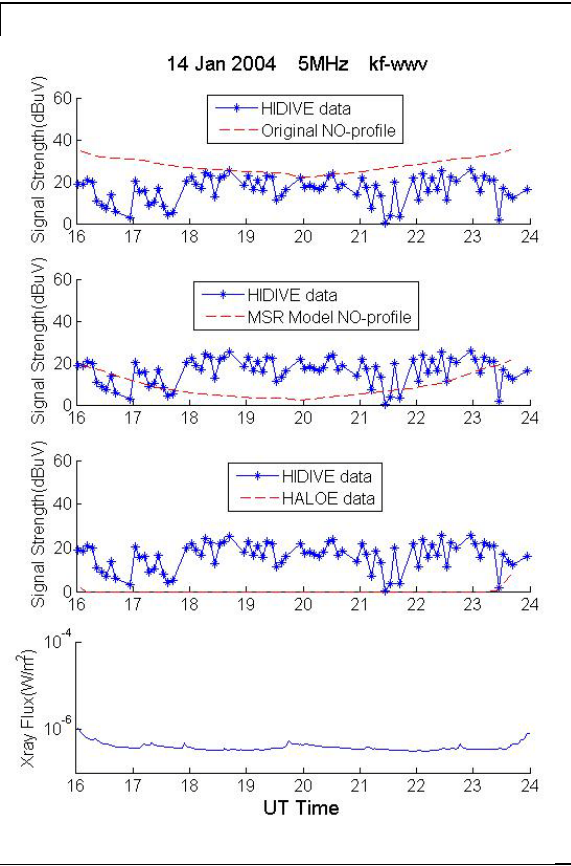 14 Jan 2004 5MHz kf-wwv
Signal Strength(dBuV)
60
40
20
0
HIDIVE data
Original NO-profile
16 17 18 19 20 21 22 23 24
Signal Strength(dBuV)
60
40
20
0
HIDIVE data
MSR Model NO-profile
16 17 18 19 20 21 22 23 24
Signal Strength(dBuV)
60
40
20
0
HIDIVE data
HALOE data
16 17 18 19 20 21 22 23 24
Xray Flux(W/m²)
10⁻⁴
10⁻⁶
16 17 18 19 20 21 22 23 24
UT Time